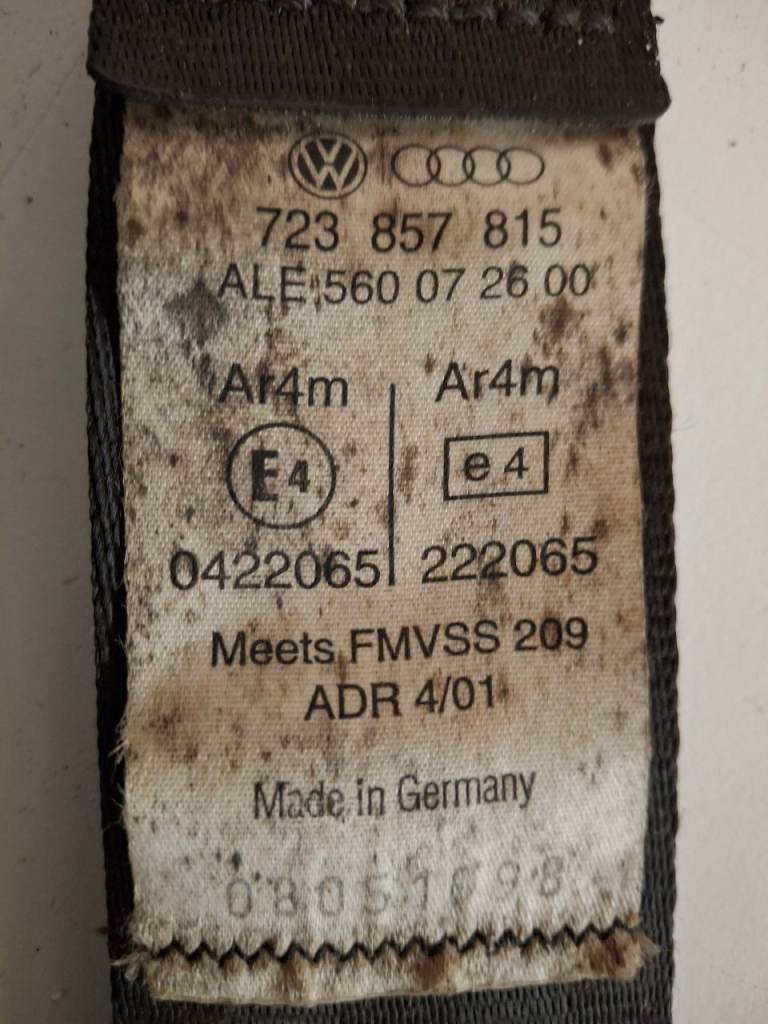 723 857 815
ALE 560 07 26 00
Ar4m Ar4m
E4 e4
0422065 222065
Meets FMVSS 209
ADR 4/01
Made in Germany